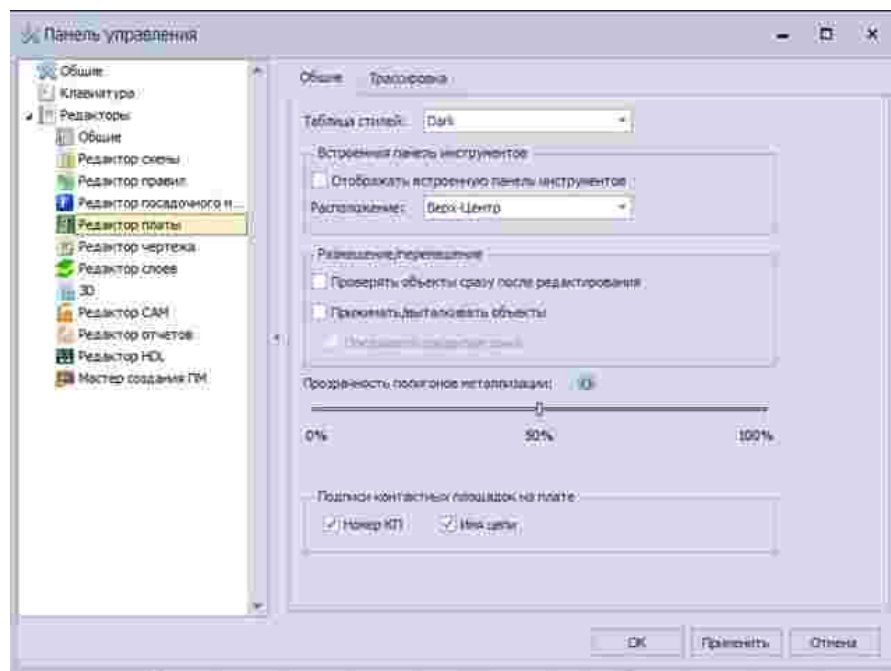 Панель управления
Общие
Клавиатура
Редакторы
Общие
Редактор схемы
Редактор правил
Редактор посадочного м...
Редактор платы
Редактор чертежа
Редактор слоев
3D
Редактор CAM
Редактор отчетов
Редактор HDL
Мастер создания ПМ
Общие Трассировка
Таблица стилей: Dark
Встроенная панель инструментов
Отображать встроенную панель инструментов
Расположение: Верх-Центр
Размещение/перемещение
Проверять объекты сразу после редактирования
Прижимать/выталкивать объекты
Прозрачность полигонов металлизации:
0% 50% 100%
Подписи контактных площадок на плате
Номер КП Имя цепи
OK Применить Отмена